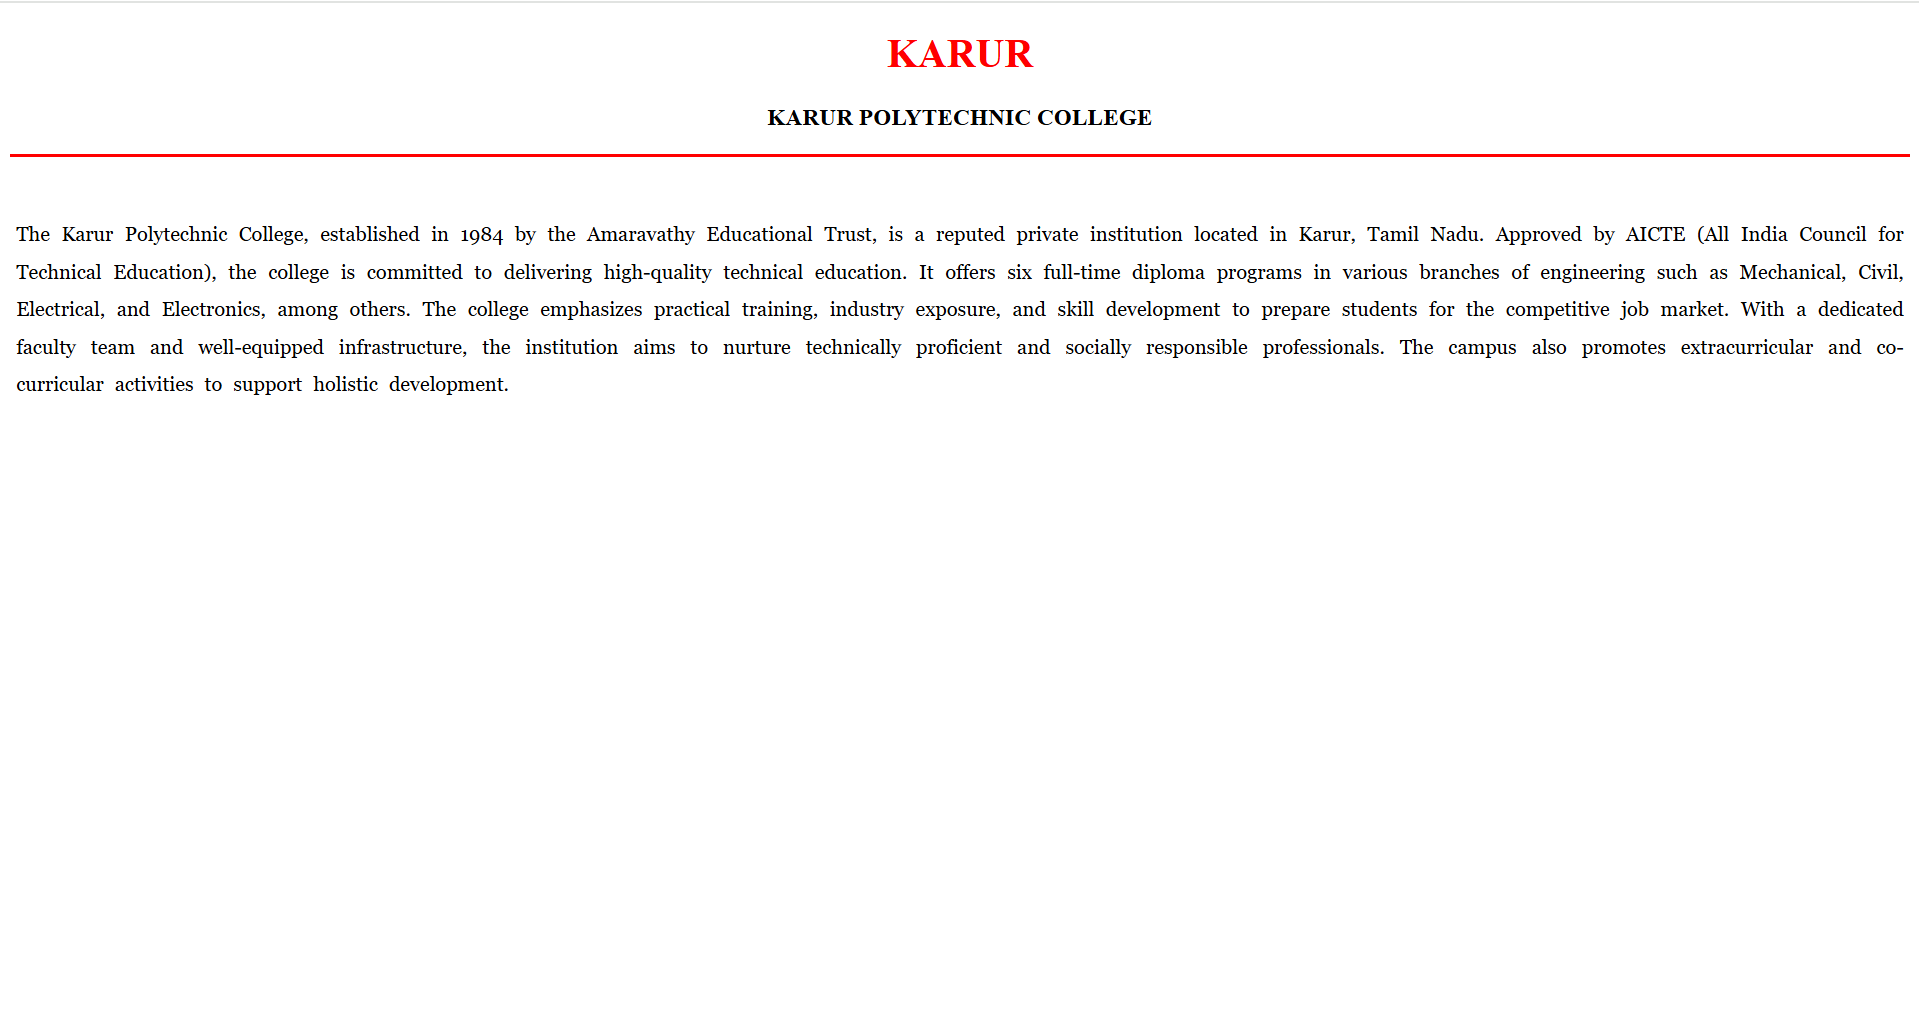 KARUR
KARUR POLYTECHNIC COLLEGE
The Karur Polytechnic College, established in 1984 by the Amaravathy Educational Trust, is a reputed private institution located in Karur, Tamil Nadu. Approved by AICTE (All India Council for
Technical Education), the college is committed to delivering high-quality technical education. It offers six full-time diploma programs in various branches of engineering such as Mechanical, Civil,
Electrical, and Electronics, among others. The college emphasizes practical training, industry exposure, and skill development to prepare students for the competitive job market. With a dedicated
faculty team and well-equipped infrastructure, the institution aims to nurture technically proficient and socially responsible professionals. The campus also promotes extracurricular and co-
curricular activities to support holistic development.